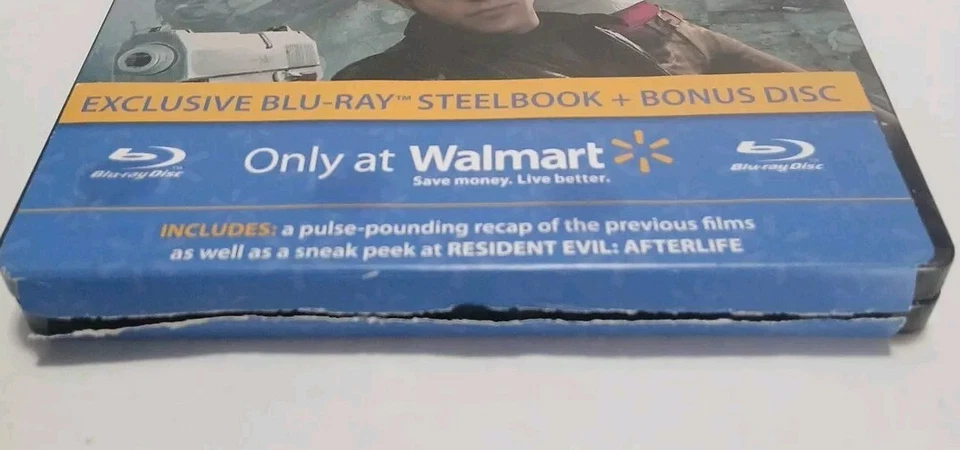 EXCLUSIVE BLU-RAY™ STEELBOOK + BONUS DISC
Blu-ray Disc Only at Walmart Blu-ray Disc
Save money. Live better.
INCLUDES: a pulse-pounding recap of the previous films
as well as a sneak peek at RESIDENT EVIL: AFTERLIFE